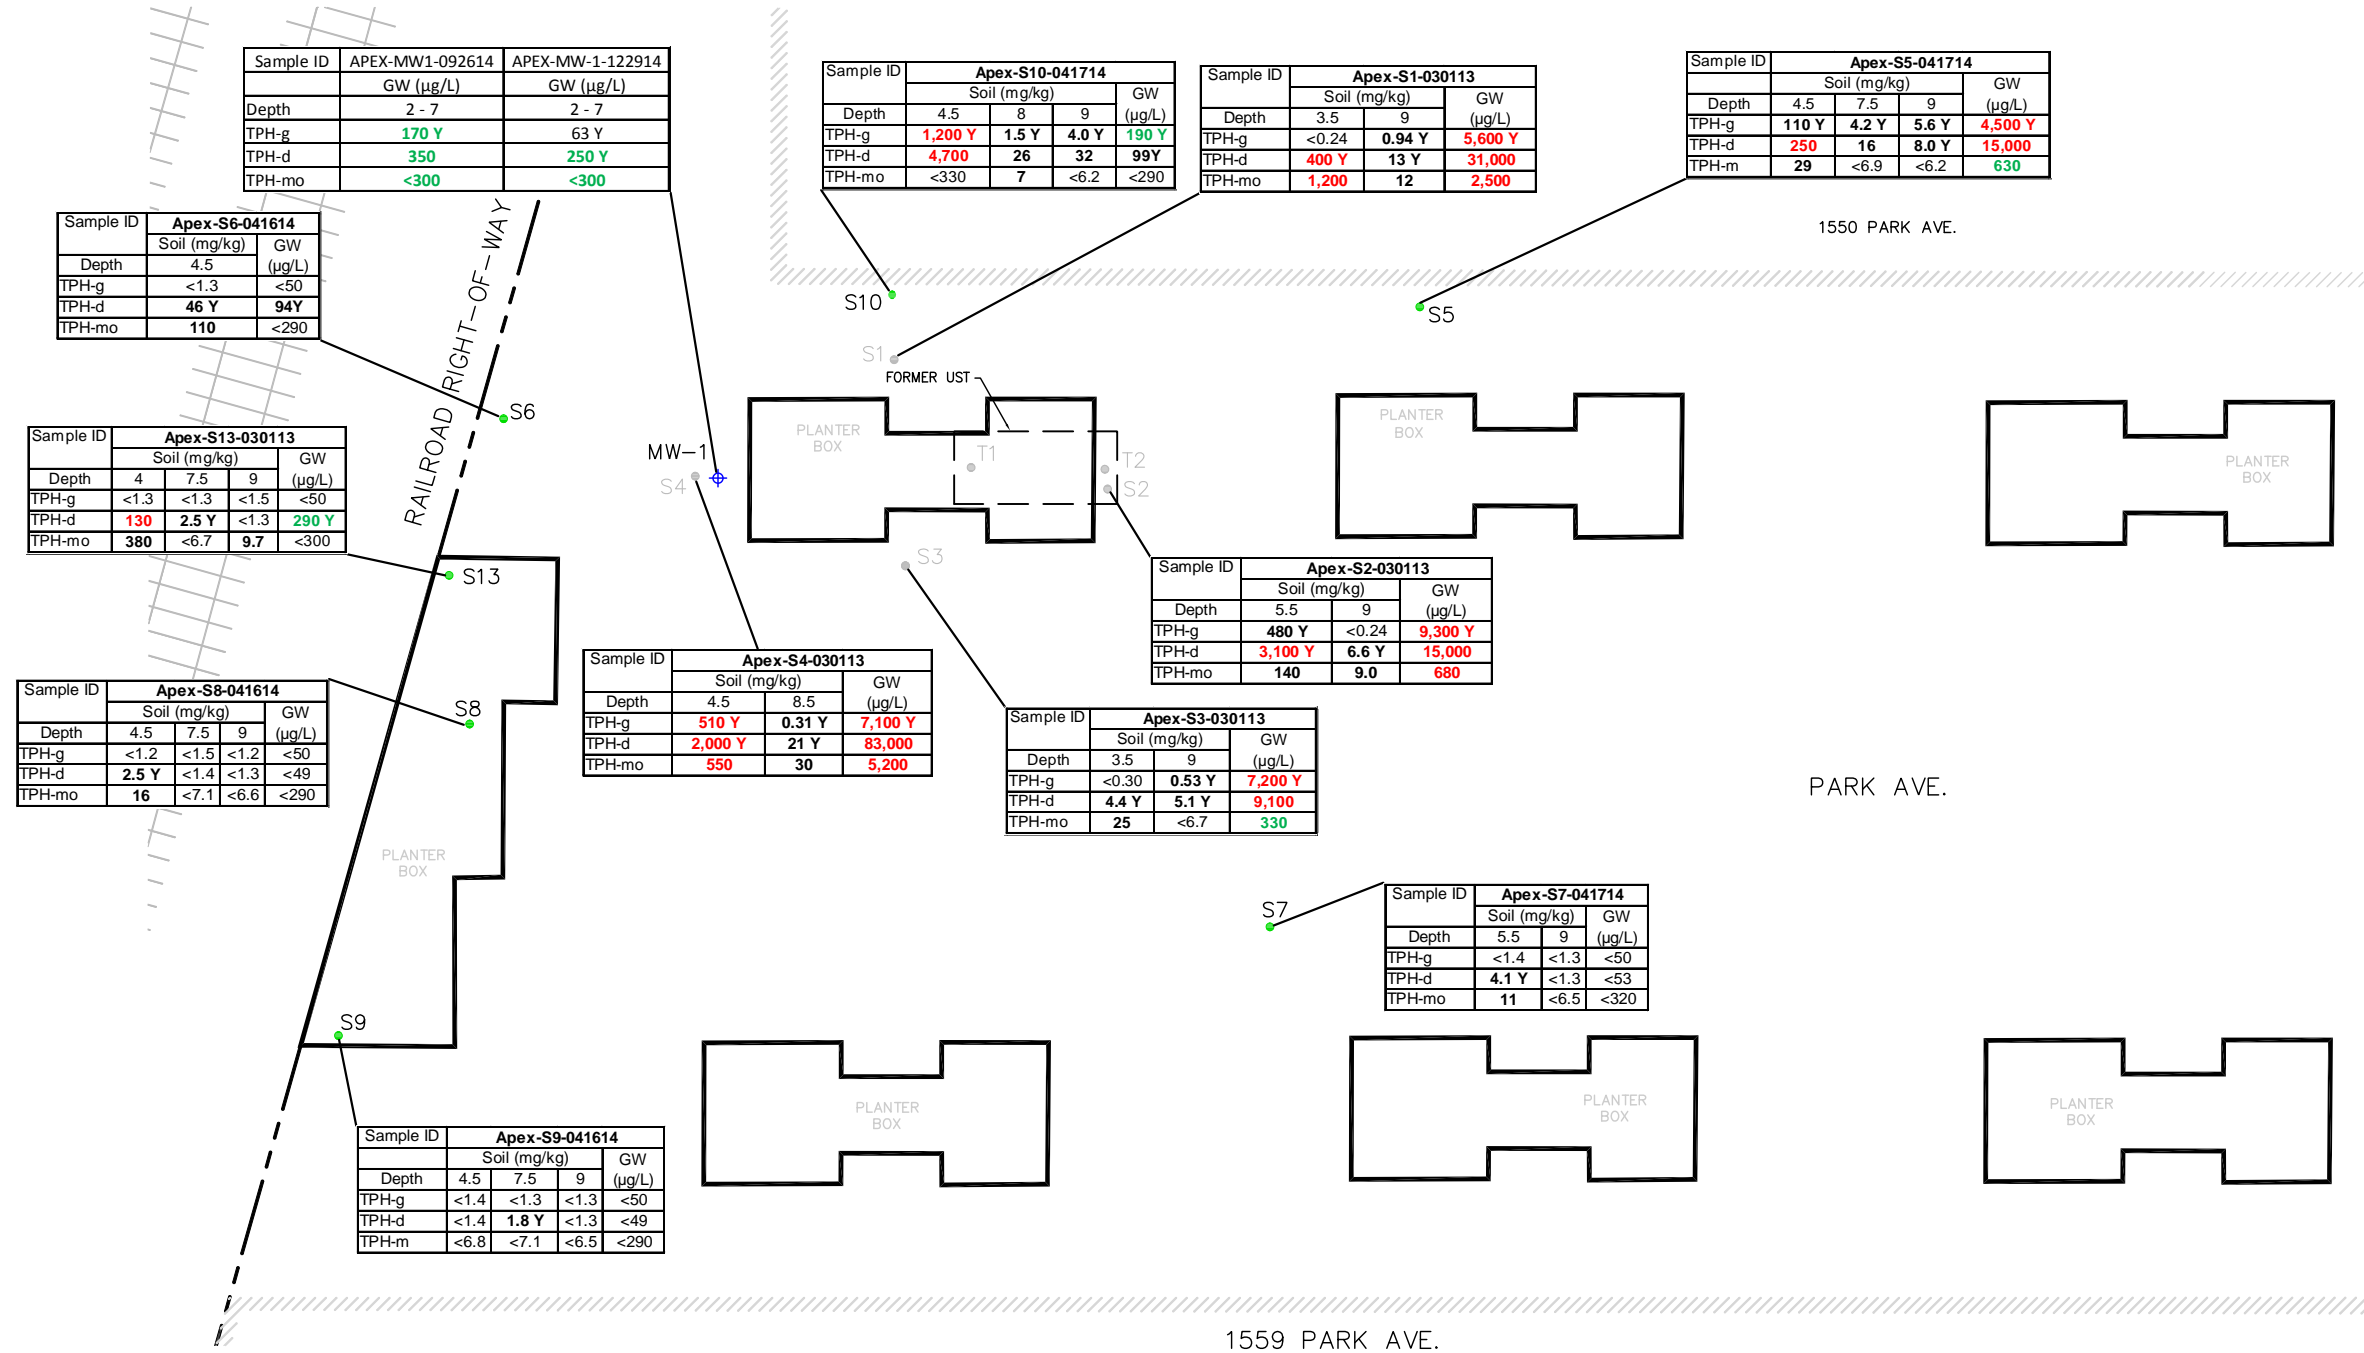 Sample ID APEX-MW1-092614 APEX-MW-1-122914
GW (µg/L) GW (µg/L)
Depth 2 - 7 2 - 7
TPH-g 170 Y 63 Y
TPH-d 350 250 Y
TPH-mo <300 <300
Sample ID Apex-S10-041714
Soil (mg/kg) GW
Depth 4.5 8 9 (µg/L)
TPH-g 1,200 Y 1.5 Y 4.0 Y 190 Y
TPH-d 4,700 26 32 99Y
TPH-mo <330 7 <6.2 <290
Sample ID Apex-S1-030113
Soil (mg/kg) GW
Depth 3.5 9 (µg/L)
TPH-g <0.24 0.94 Y 5,600 Y
TPH-d 400 Y 13 Y 31,000
TPH-mo 1,200 12 2,500
Sample ID Apex-S5-041714
Soil (mg/kg) GW
Depth 4.5 7.5 9 (µg/L)
TPH-g 110 Y 4.2 Y 5.6 Y 4,500 Y
TPH-d 250 16 8.0 Y 15,000
TPH-m 29 <6.9 <6.2 630
1550 PARK AVE.
Sample ID Apex-S6-041614
Soil (mg/kg) GW
Depth 4.5 (µg/L)
TPH-g <1.3 <50
TPH-d 46 Y 94Y
TPH-mo 110 <290
RAILROAD RIGHT-OF-WAY
S10
S5
S1
FORMER UST
S6
PLANTER
BOX
PLANTER
BOX
PLANTER
BOX
MW-1
S4
T1
T2
S2
Sample ID Apex-S13-030113
Soil (mg/kg) GW
Depth 4 7.5 9 (µg/L)
TPH-g <1.3 <1.3 <1.5 <50
TPH-d 130 2.5 Y <1.3 290 Y
TPH-mo 380 <6.7 9.7 <300
S13
S3
Sample ID Apex-S2-030113
Soil (mg/kg) GW
Depth 5.5 9 (µg/L)
TPH-g 480 Y <0.24 9,300 Y
TPH-d 3,100 Y 6.6 Y 15,000
TPH-mo 140 9.0 680
Sample ID Apex-S4-030113
Soil (mg/kg) GW
Depth 4.5 8.5 (µg/L)
TPH-g 510 Y 0.31 Y 7,100 Y
TPH-d 2,000 Y 21 Y 83,000
TPH-mo 550 30 5,200
Sample ID Apex-S8-041614
Soil (mg/kg) GW
Depth 4.5 7.5 9 (µg/L)
TPH-g <1.2 <1.5 <1.2 <50
TPH-d 2.5 Y <1.4 <1.3 <49
TPH-mo 16 <7.1 <6.6 <290
S8
Sample ID Apex-S3-030113
Soil (mg/kg) GW
Depth 3.5 9 (µg/L)
TPH-g <0.30 0.53 Y 7,200 Y
TPH-d 4.4 Y 5.1 Y 9,100
TPH-mo 25 <6.7 330
PARK AVE.
PLANTER
BOX
S7
Sample ID Apex-S7-041714
Soil (mg/kg) GW
Depth 5.5 9 (µg/L)
TPH-g <1.4 <1.3 <50
TPH-d 4.1 Y <1.3 <53
TPH-mo 11 <6.5 <320
S9
PLANTER
BOX
PLANTER
BOX
PLANTER
BOX
Sample ID Apex-S9-041614
Soil (mg/kg) GW
Depth 4.5 7.5 9 (µg/L)
TPH-g <1.4 <1.3 <1.3 <50
TPH-d <1.4 1.8 Y <1.3 <49
TPH-m <6.8 <7.1 <6.5 <290
1559 PARK AVE.